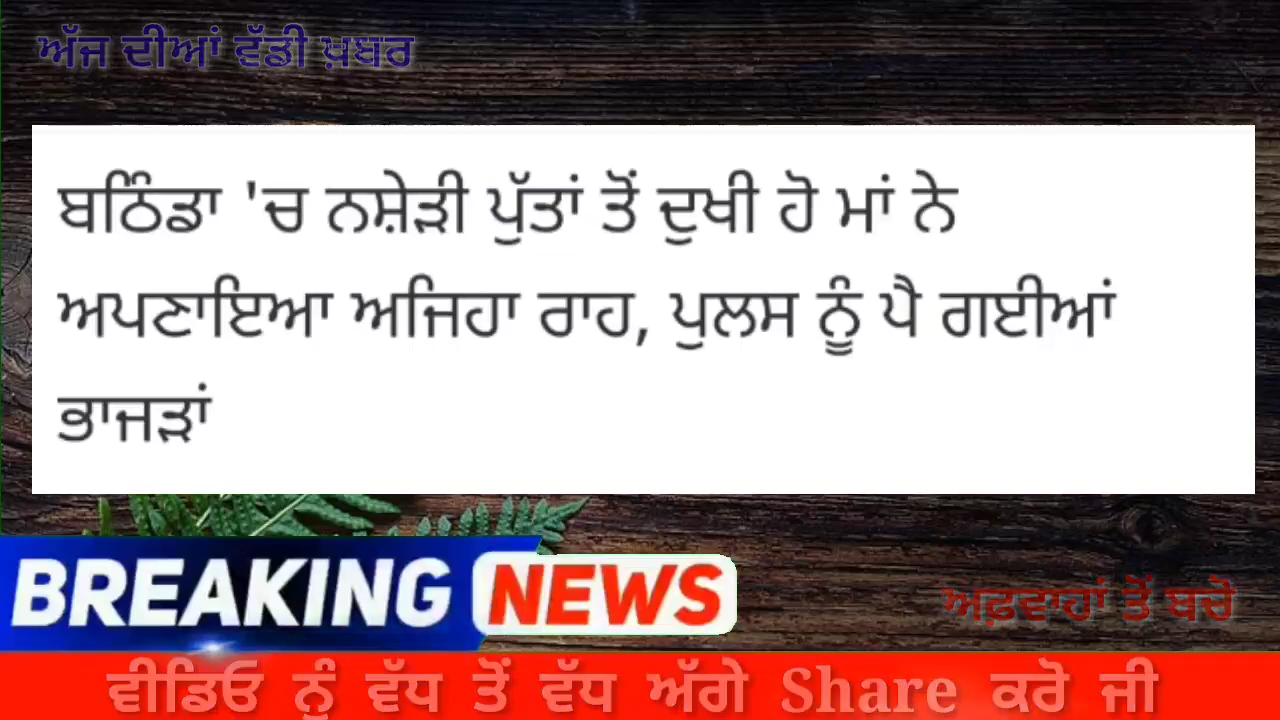 ਅੱਜ ਦੀਆਂ ਵੱਡੀ ਖ਼ਬਰ
ਬਠਿੰਡਾ 'ਚ ਨਸ਼ੇੜੀ ਪੁੱਤਾਂ ਤੋਂ ਦੁਖੀ ਹੋ ਮਾਂ ਨੇ
ਅਪਣਾਇਆ ਅਜਿਹਾ ਰਾਹ, ਪੁਲਸ ਨੂੰ ਪੈ ਗਈਆਂ
ਭਾਜੜਾਂ
BREAKING NEWS
ਅਫ਼ਵਾਹਾਂ ਤੋਂ ਬਚੋ
ਵੀਡਿਓ ਨੂੰ ਵੱਧ ਤੋਂ ਵੱਧ ਅੱਗੇ Share ਕਰੋ ਜੀ